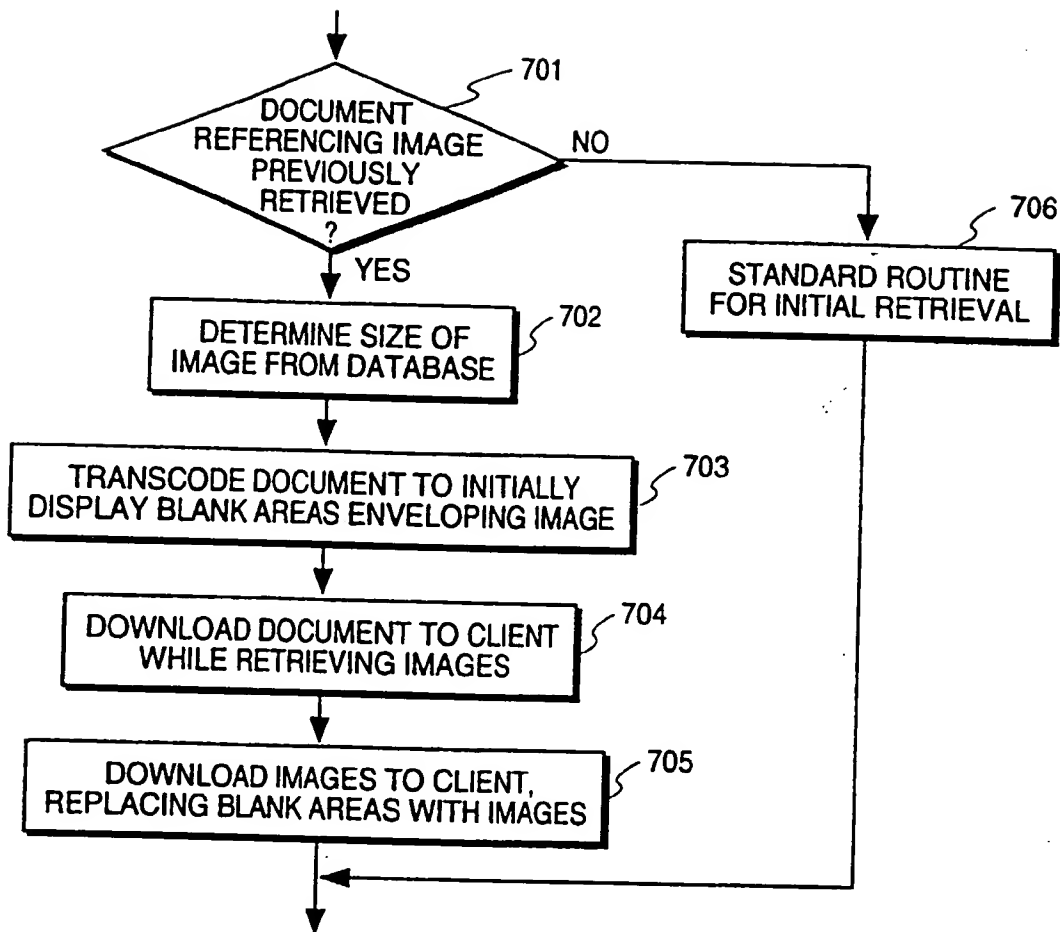 701
DOCUMENT
REFERENCING IMAGE
PREVIOUSLY
RETRIEVED
?
NO
YES
706
STANDARD ROUTINE
FOR INITIAL RETRIEVAL
702
DETERMINE SIZE OF
IMAGE FROM DATABASE
703
TRANSCODE DOCUMENT TO INITIALLY
DISPLAY BLANK AREAS ENVELOPING IMAGE
704
DOWNLOAD DOCUMENT TO CLIENT
WHILE RETRIEVING IMAGES
705
DOWNLOAD IMAGES TO CLIENT,
REPLACING BLANK AREAS WITH IMAGES